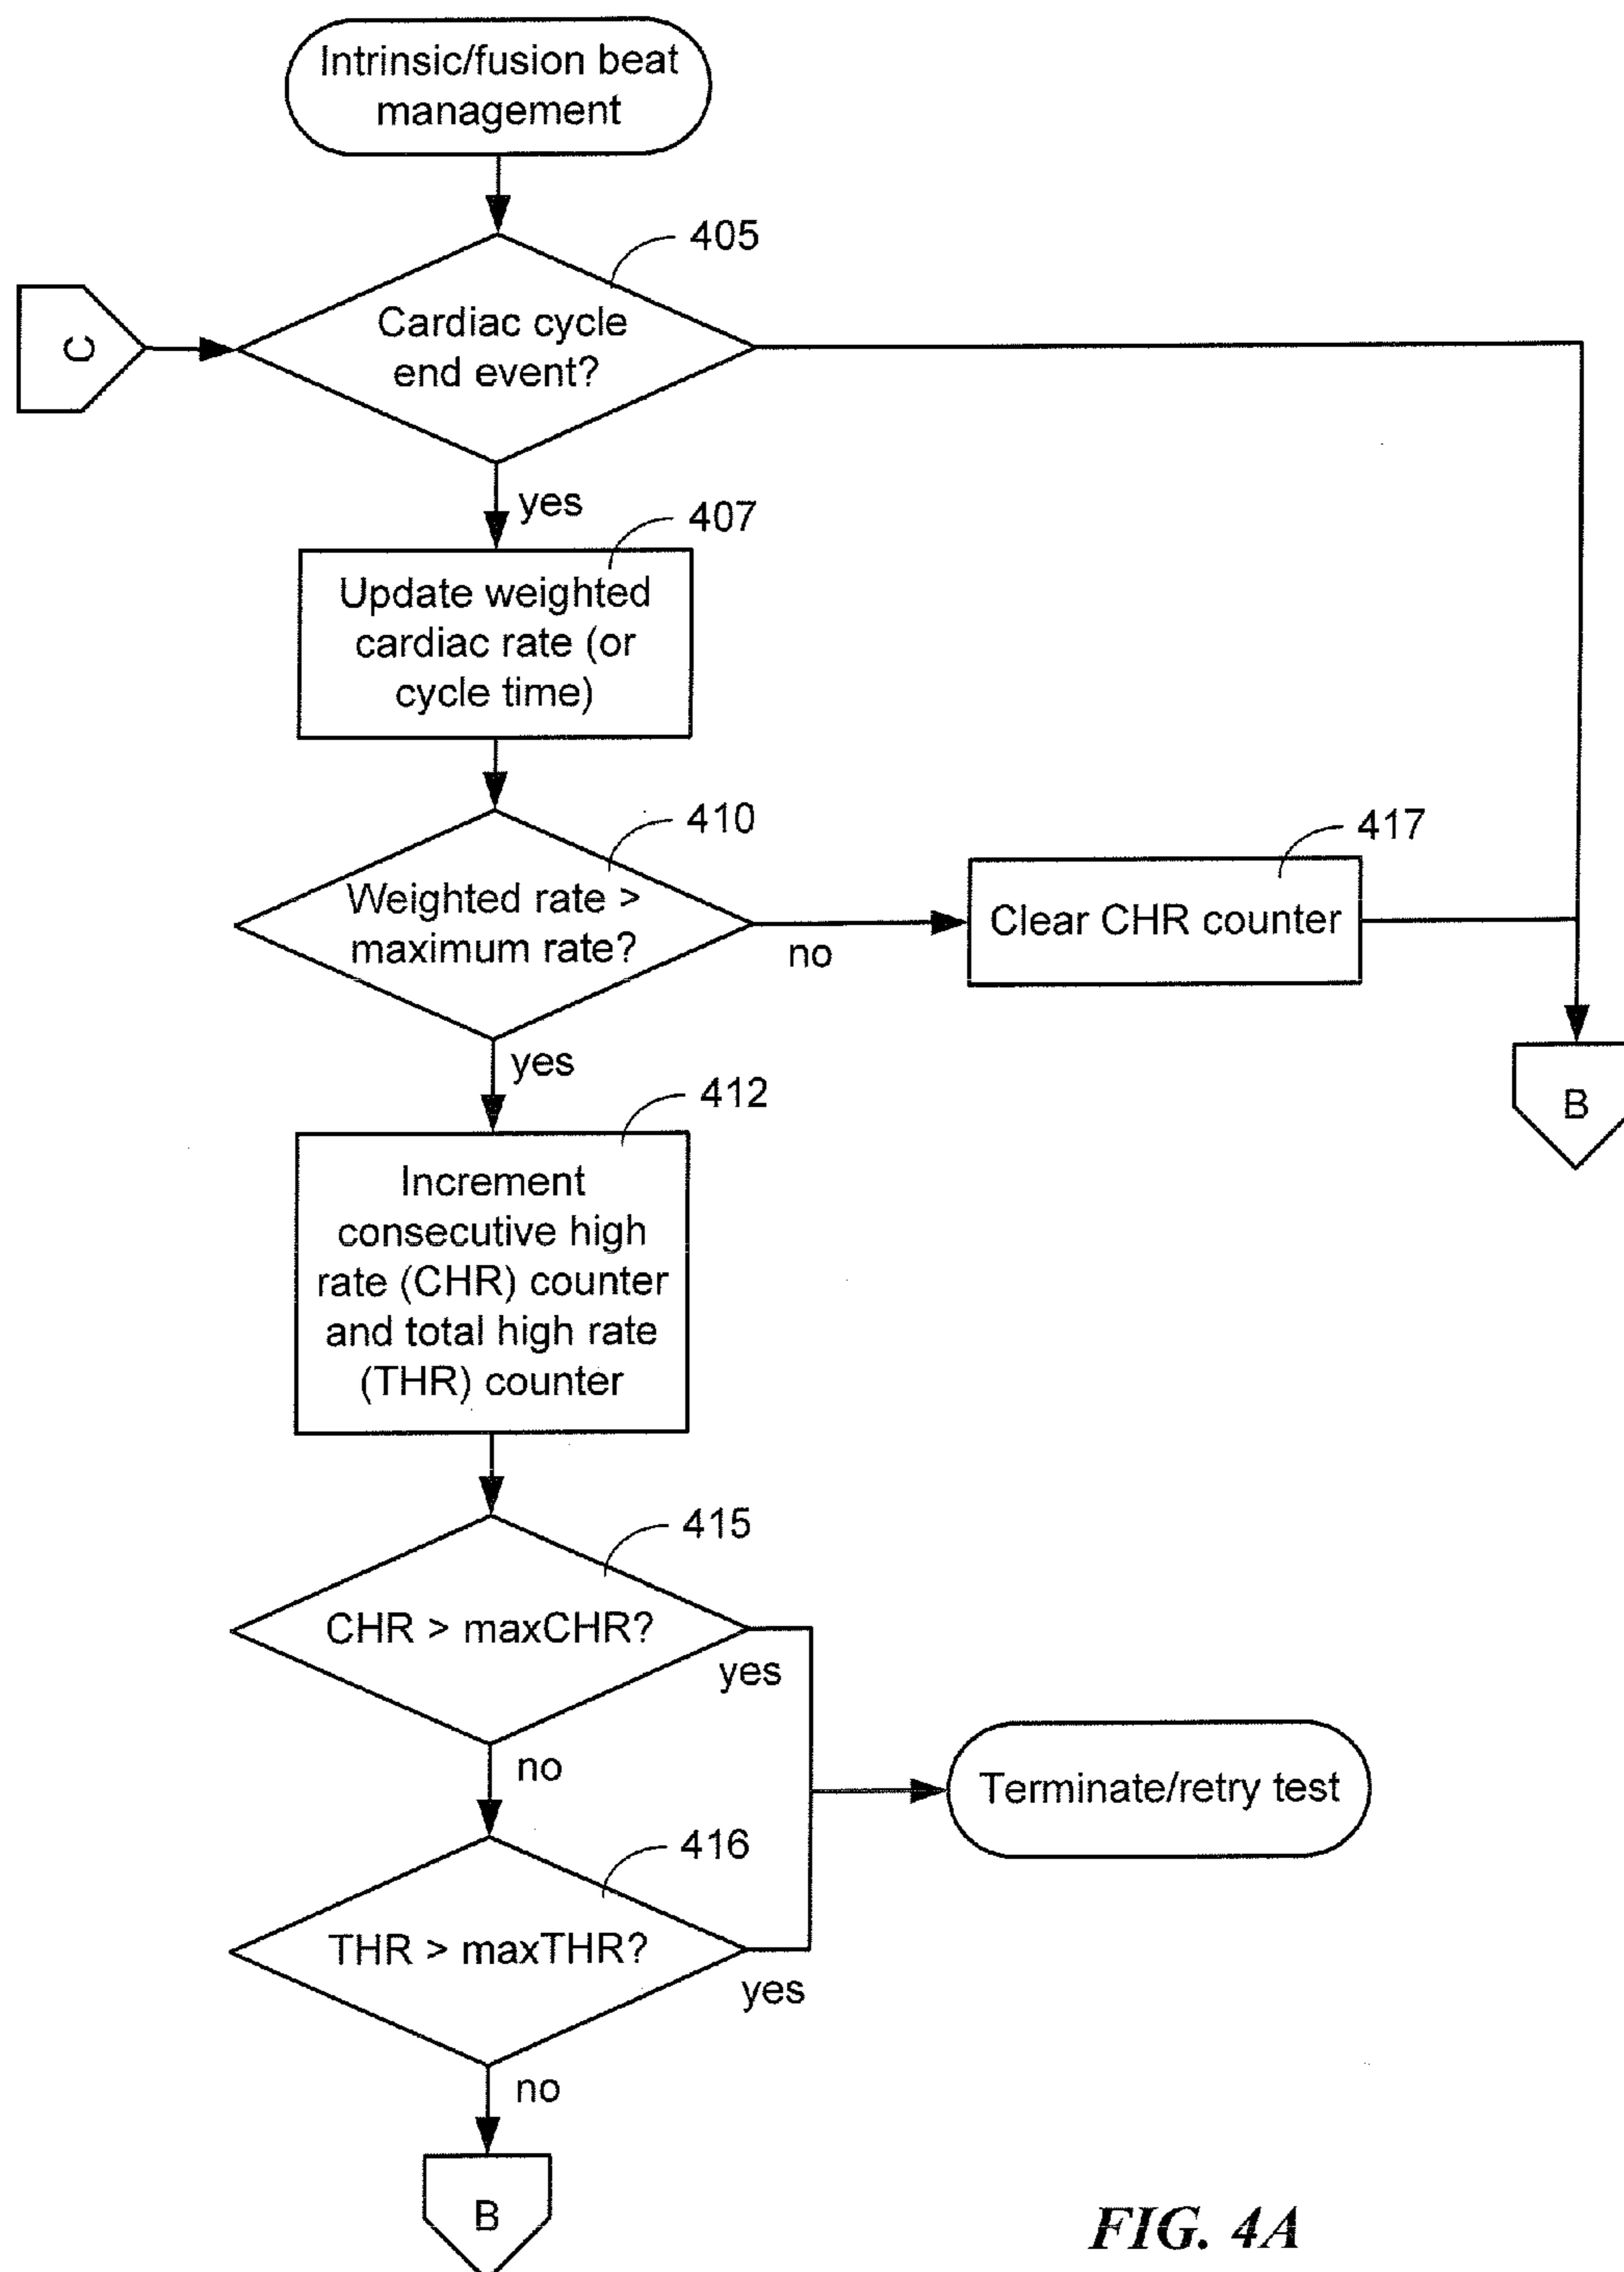 Intrinsic/fusion beat
management
405
C
Cardiac cycle
end event?
yes
407
Update weighted
cardiac rate (or
cycle time)
410
Weighted rate >
maximum rate?
no
417
Clear CHR counter
B
yes
412
Increment
consecutive high
rate (CHR) counter
and total high rate
(THR) counter
415
CHR > maxCHR?
yes
no
Terminate/retry test
416
THR > maxTHR?
yes
no
B
FIG. 4A